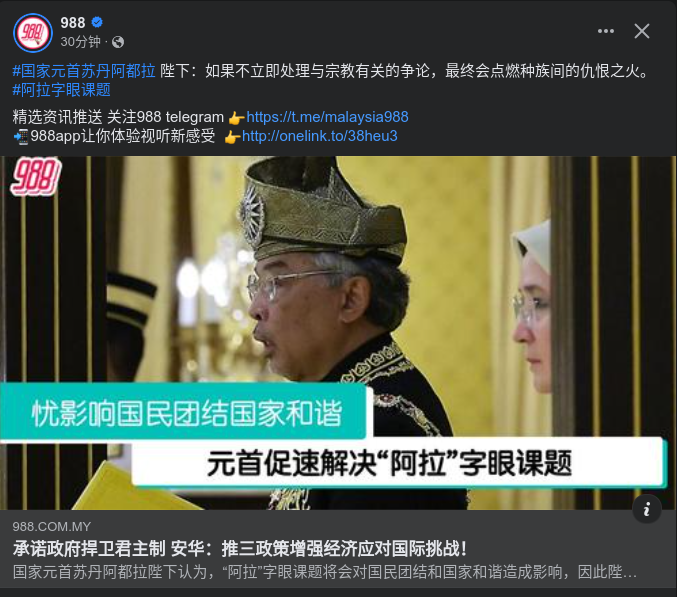 988
988
30分钟 ·
#国家元首苏丹阿都拉 陛下：如果不立即处理与宗教有关的争论，最终会点燃种族间的仇恨之火。
#阿拉字眼课题
精选资讯推送 关注988 telegram 👉https://t.me/malaysia988
📲988app让你体验视听新感受 👉http://onelink.to/38heu3
988
忧影响国民团结国家和谐
元首促速解决“阿拉”字眼课题
988.COM.MY
承诺政府捍卫君主制 安华：推三政策增强经济应对国际挑战！
国家元首苏丹阿都拉陛下认为，“阿拉”字眼课题将会对国民团结和国家和谐造成影响，因此陛…